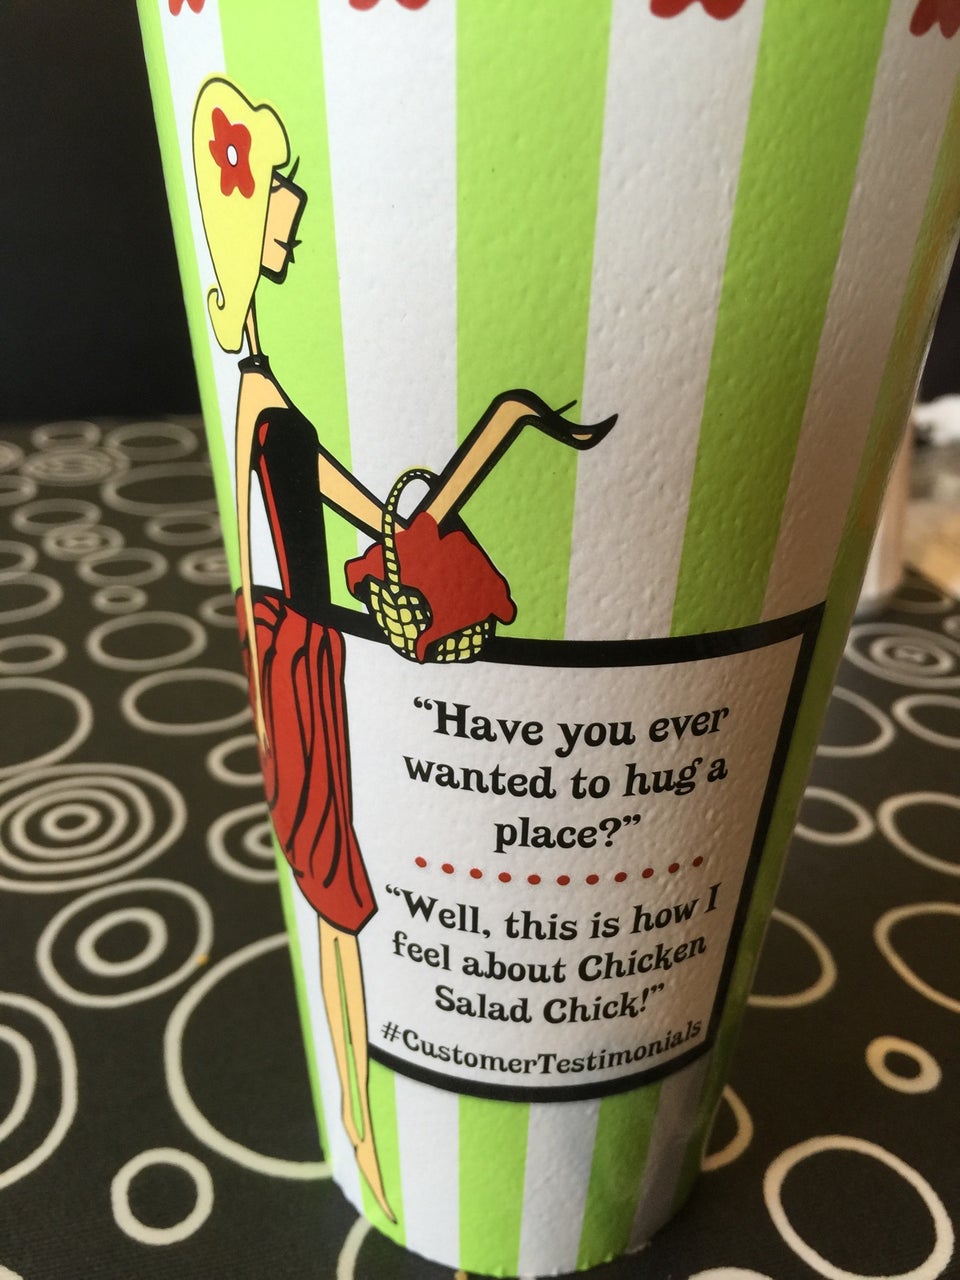 “Have you ever
wanted to hug a
place?”
“Well, this is how I
feel about Chicken
Salad Chick!”
#CustomerTestimonials